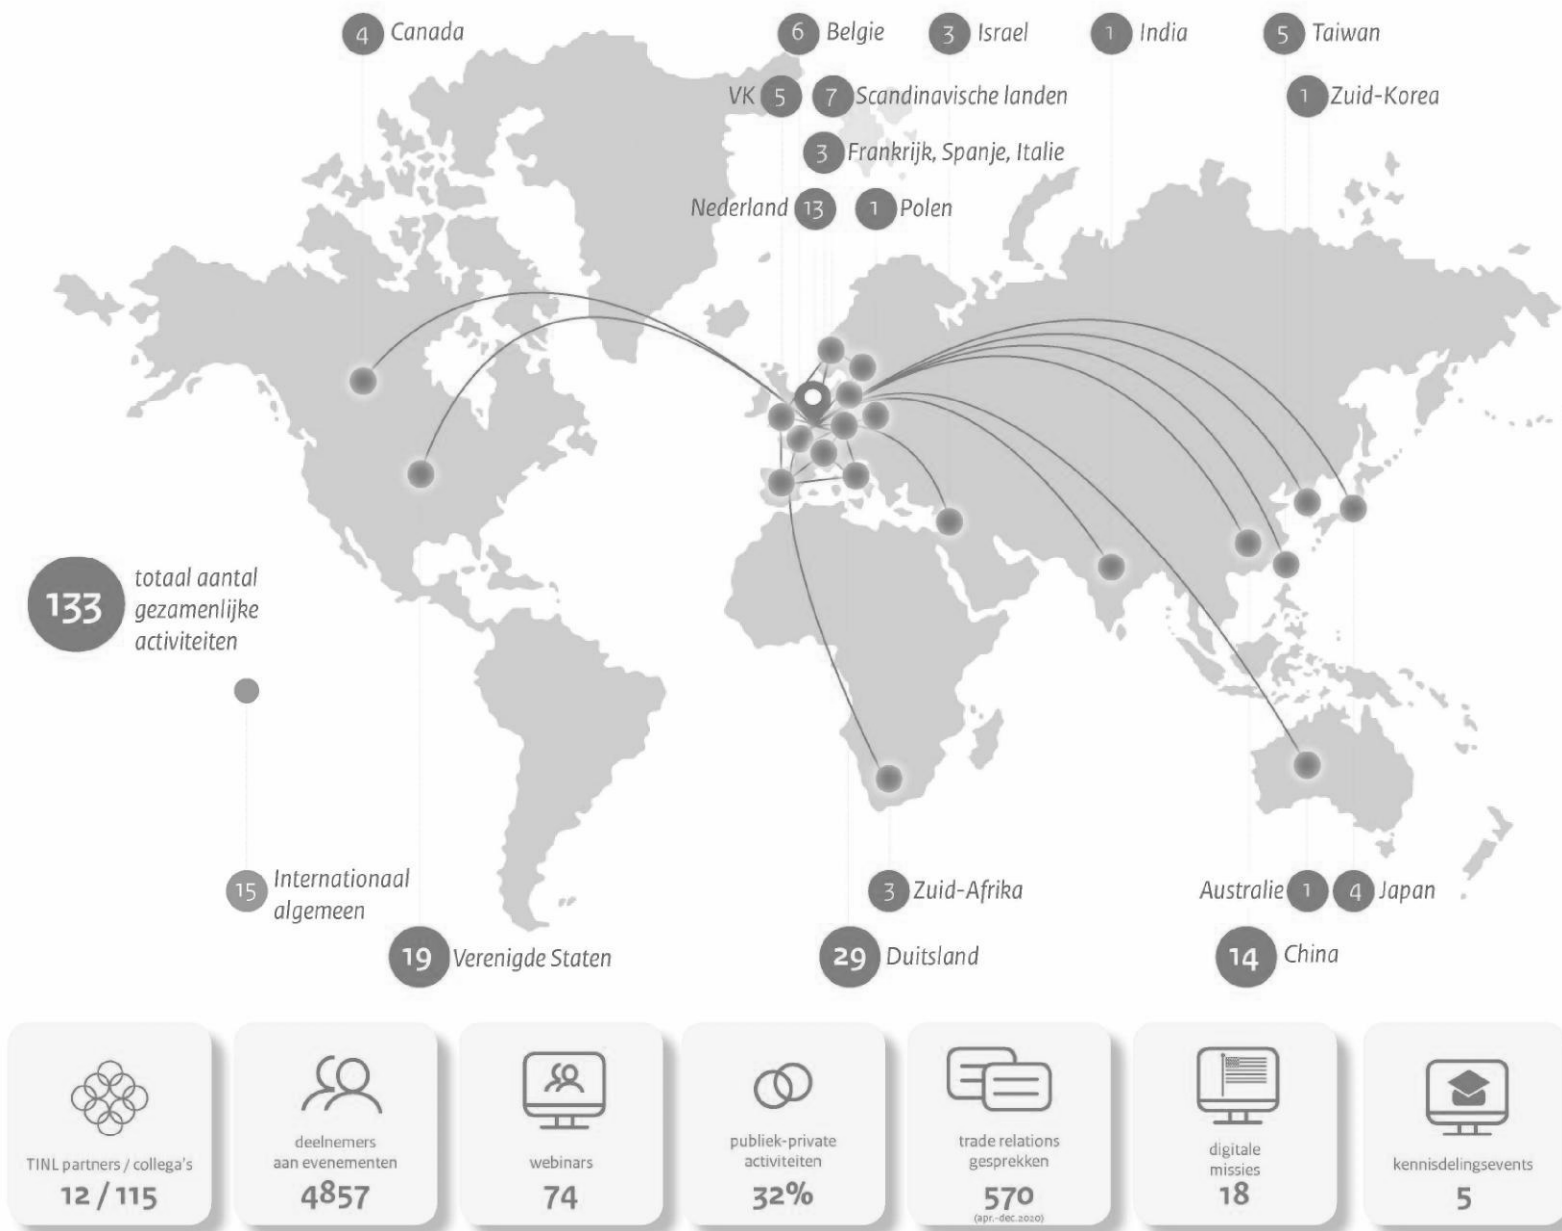 4 Canada
6 Belgie
3 Israel
1 India
5 Taiwan
VK 5
7 Scandinavische landen
1 Zuid-Korea
3 Frankrijk, Spanje, Italie
Nederland 13
1 Polen
133
totaal aantal
gezamenlijke
activiteiten
15 Internationaal
algemeen
3 Zuid-Afrika
Australie 1
4 Japan
19 Verenigde Staten
29 Duitsland
14 China
TINL partners / collega's
12 / 115
deelnemers
aan evenementen
4857
webinars
74
publiek-private
activiteiten
32%
trade relations
gesprekken
570
(apr.-dec.2020)
digitale
missies
18
kennisdelingsevents
5